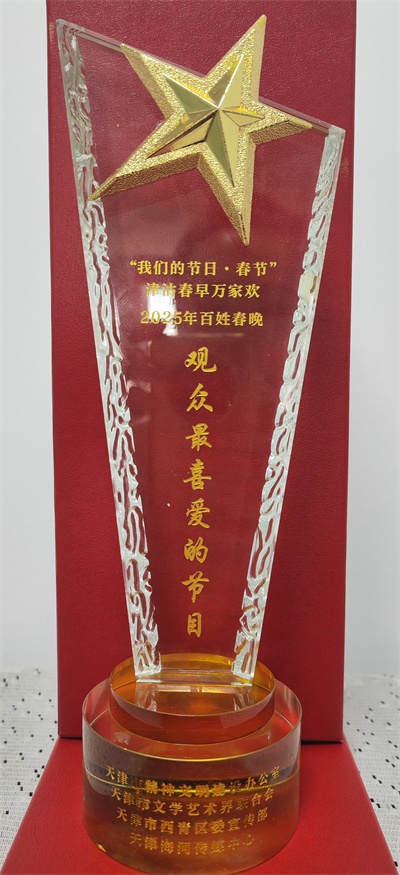 “我们的节日·春节”
津沽春早万家欢
2025年百姓春晚
观众最喜爱的节目
天津市精神文明建设办公室
天津市文学艺术界联合会
天津市西青区委宣传部
天津海河传媒中心